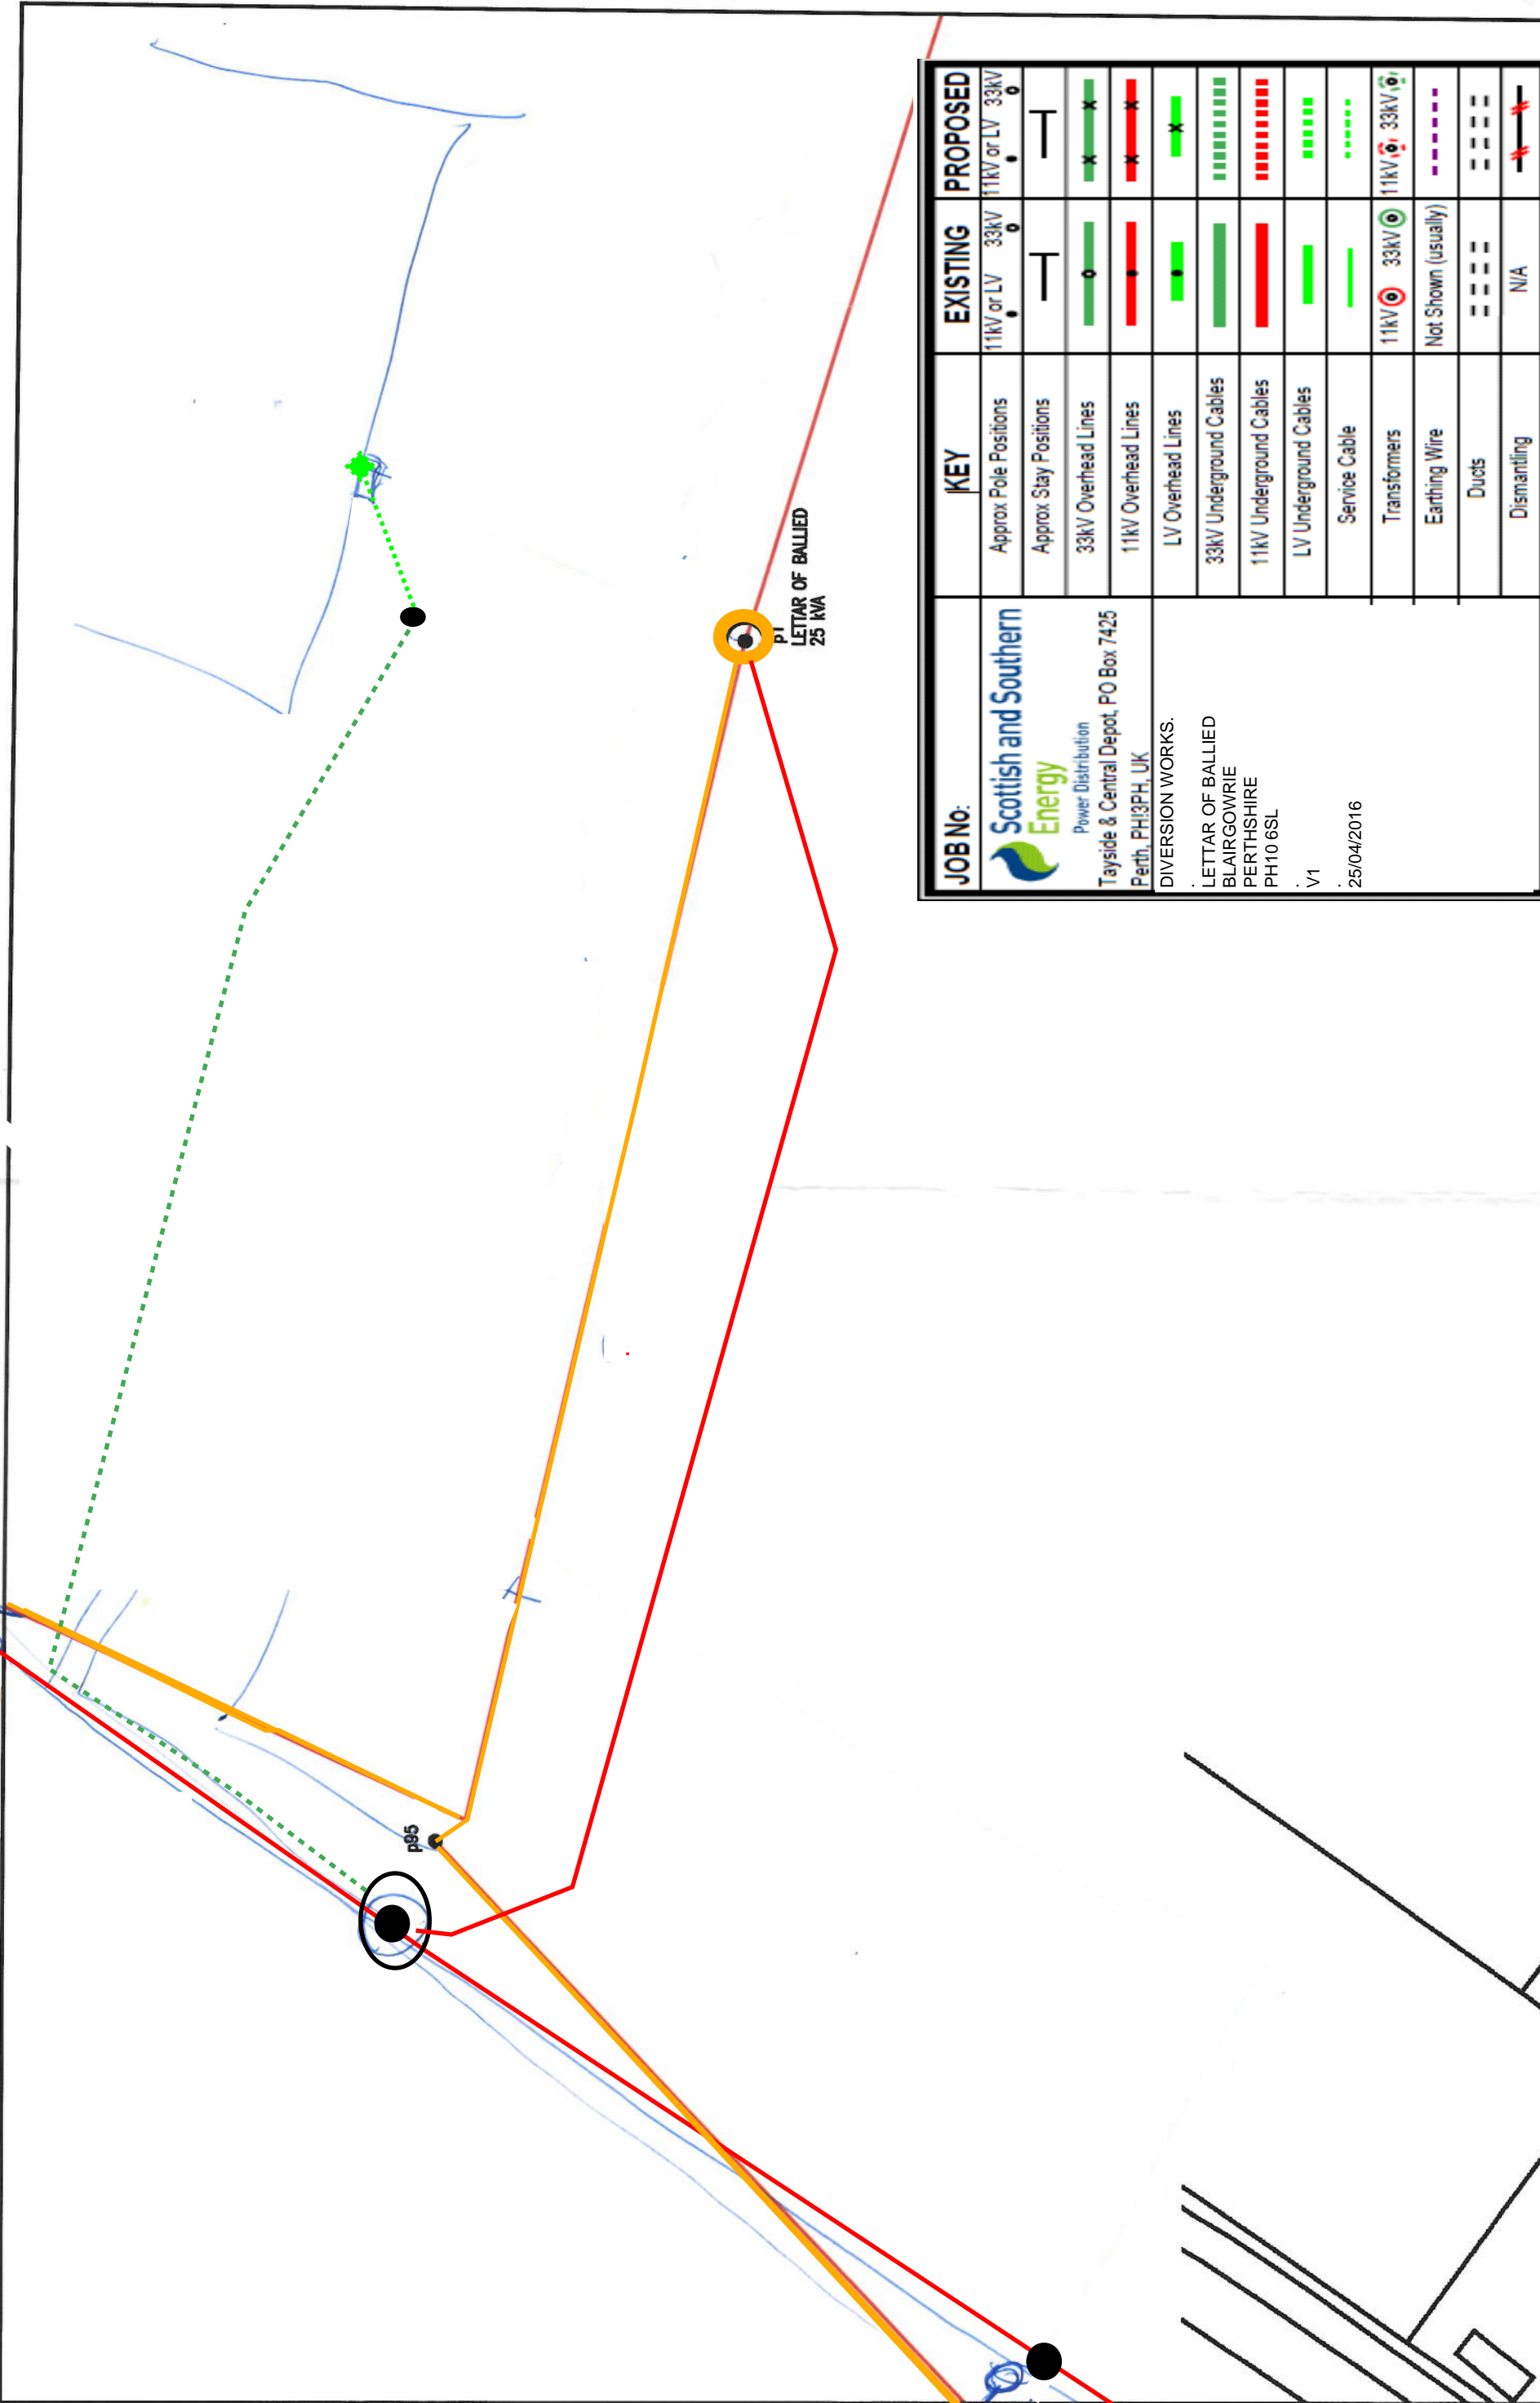 JOB No:
KEY
EXISTING
PROPOSED
Scottish and Southern
Energy
Power Distribution
Tayside & Central Depot, PO Box 7425
Perth, PH!3PH, UK
DIVERSION WORKS.
.
LETTAR OF BALLIED
BLAIRGOWRIE
PERTHSHIRE
PH10 6SL
.
V1
.
25/04/2016
Approx Pole Positions 11kV or LV 33kV 11kV or LV 33kV
Approx Stay Positions
33kV Overhead Lines
11kV Overhead Lines
LV Overhead Lines
33kV Underground Cables
11kV Underground Cables
LV Underground Cables
Service Cable
Transformers 11kV 33kV 11kV 33kV
Earthing Wire Not Shown (usually)
Ducts
Dismantling N/A
p1
LETTAR OF BALLIED
25 kVA
p95